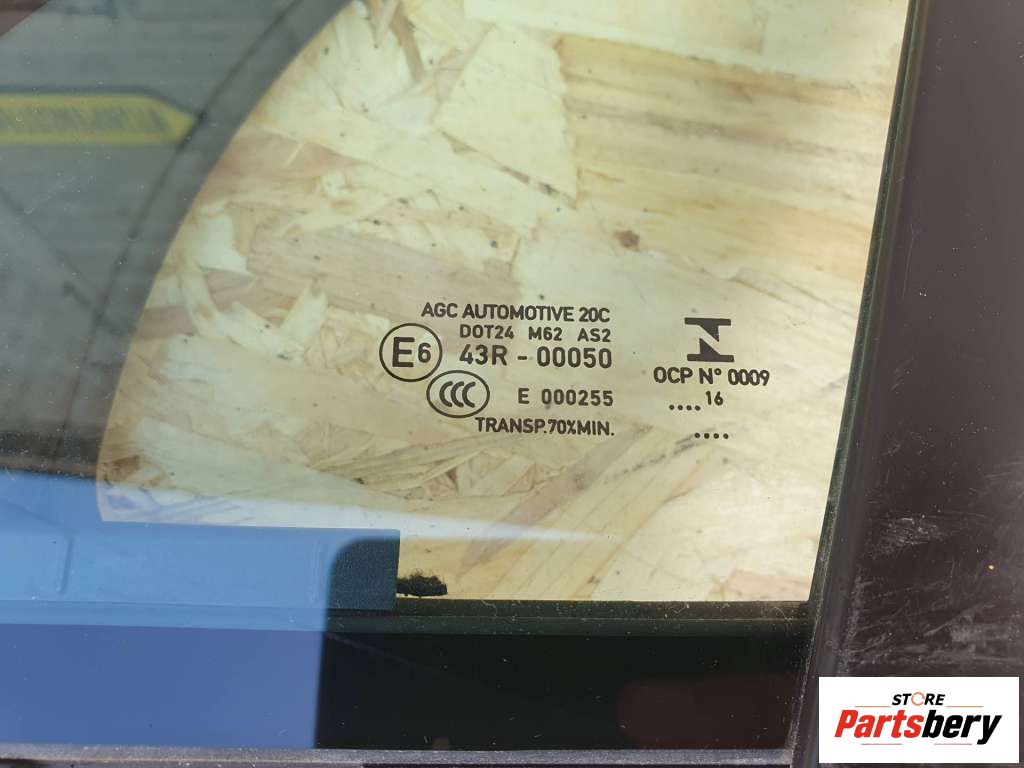 AGC AUTOMOTIVE 20C
DOT24 M62 AS2
E6 43R - 00050
CCC E 000255
TRANSP.70%MIN.
N
OCP N° 0009
....16
....
STORE
Partsbery